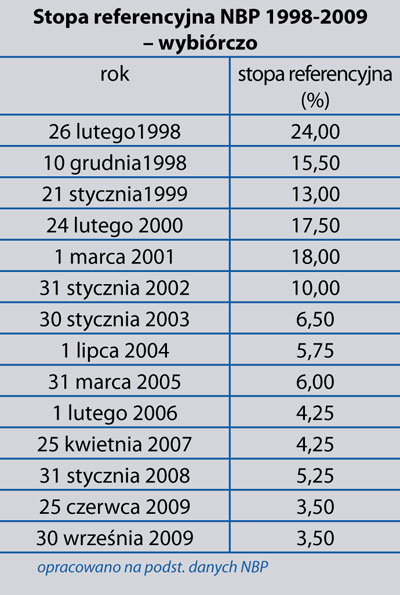 Stopa referencyjna NBP 1998-2009
– wybiórczo
rok stopa referencyjna
(%)
26 lutego1998 24,00
10 grudnia1998 15,50
21 stycznia1999 13,00
24 lutego 2000 17,50
1 marca 2001 18,00
31 stycznia 2002 10,00
30 stycznia 2003 6,50
1 lipca 2004 5,75
31 marca 2005 6,00
1 lutego 2006 4,25
25 kwietnia 2007 4,25
31 stycznia 2008 5,25
25 czerwca 2009 3,50
30 września 2009 3,50
opracowano na podst. danych NBP